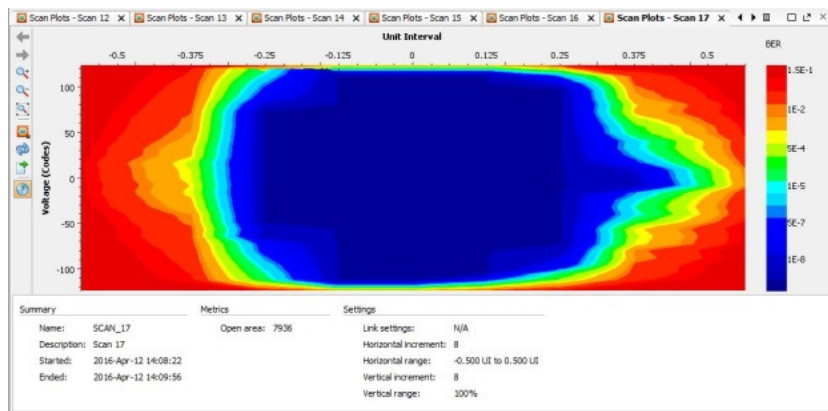 Scan Plots - Scan 12 Scan Plots - Scan 13 Scan Plots - Scan 14 Scan Plots - Scan 15 Scan Plots - Scan 16 Scan Plots - Scan 17
Unit Interval
-0.5 -0.375 -0.25 -0.125 0 0.125 0.25 0.375 0.5
BER
Voltage (Codes)
100
50
0
-50
-100
1.5E-1
1E-2
5E-4
1E-5
5E-7
1E-8
Summary Metrics Settings
Name: SCAN_17 Open area: 7936 Link settings: N/A
Description: Scan 17 Horizontal increment: 8
Started: 2016-Apr-12 14:08:22 Horizontal range: -0.500 UI to 0.500 UI
Ended: 2016-Apr-12 14:09:56 Vertical increment: 8
Vertical range: 100%